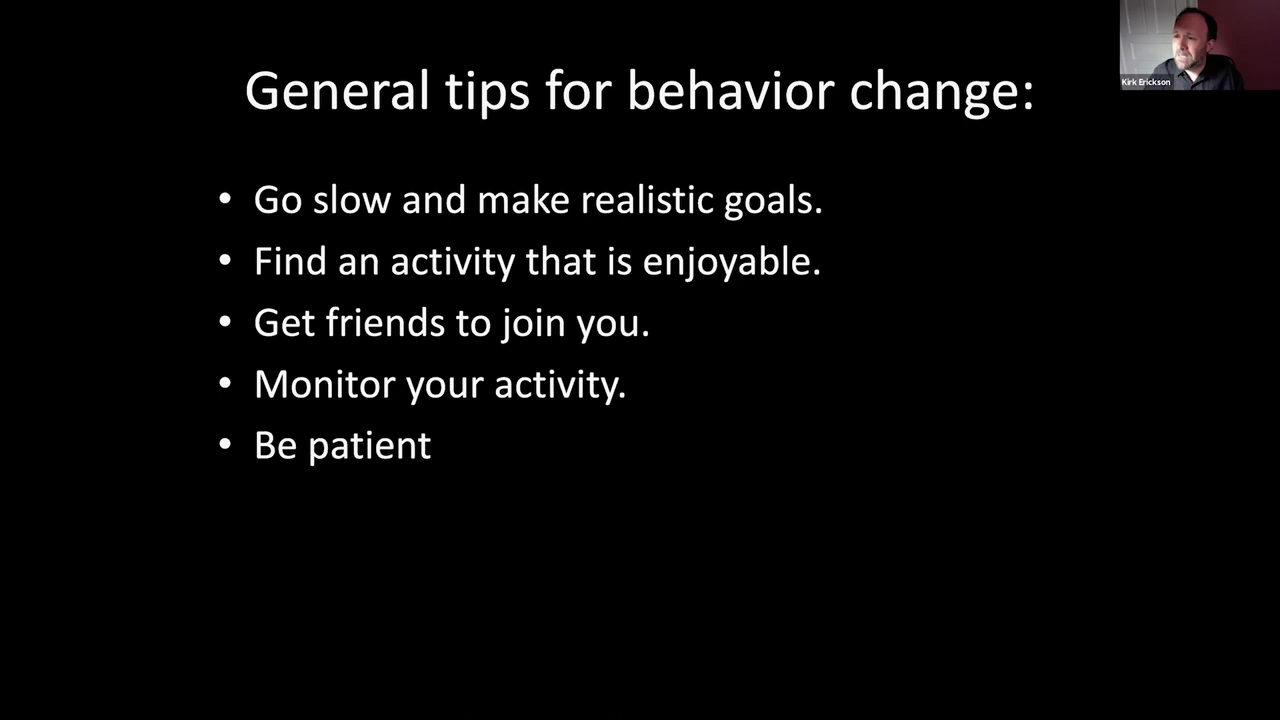 General tips for behavior change:
Kirk Erickson
• Go slow and make realistic goals.
• Find an activity that is enjoyable.
• Get friends to join you.
• Monitor your activity.
• Be patient